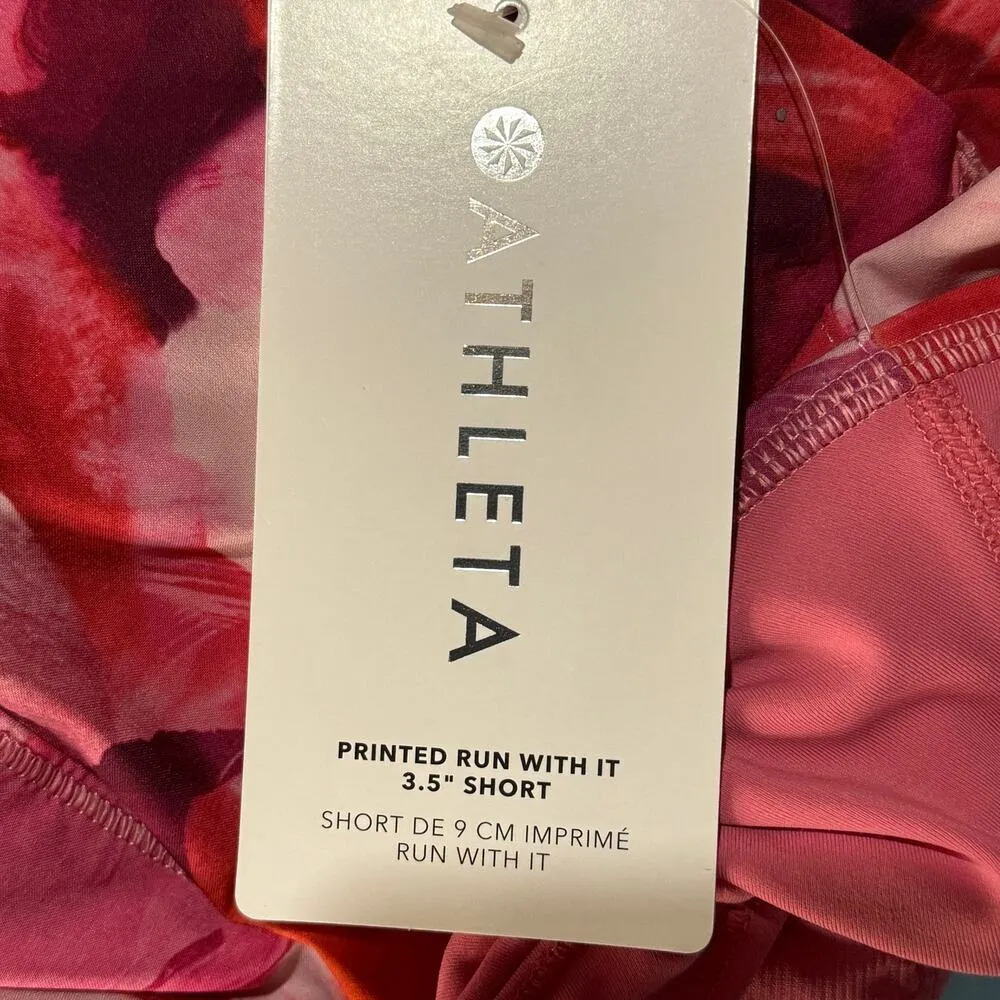 ATHLETA
PRINTED RUN WITH IT
3.5" SHORT
SHORT DE 9 CM IMPRIMÉ
RUN WITH IT